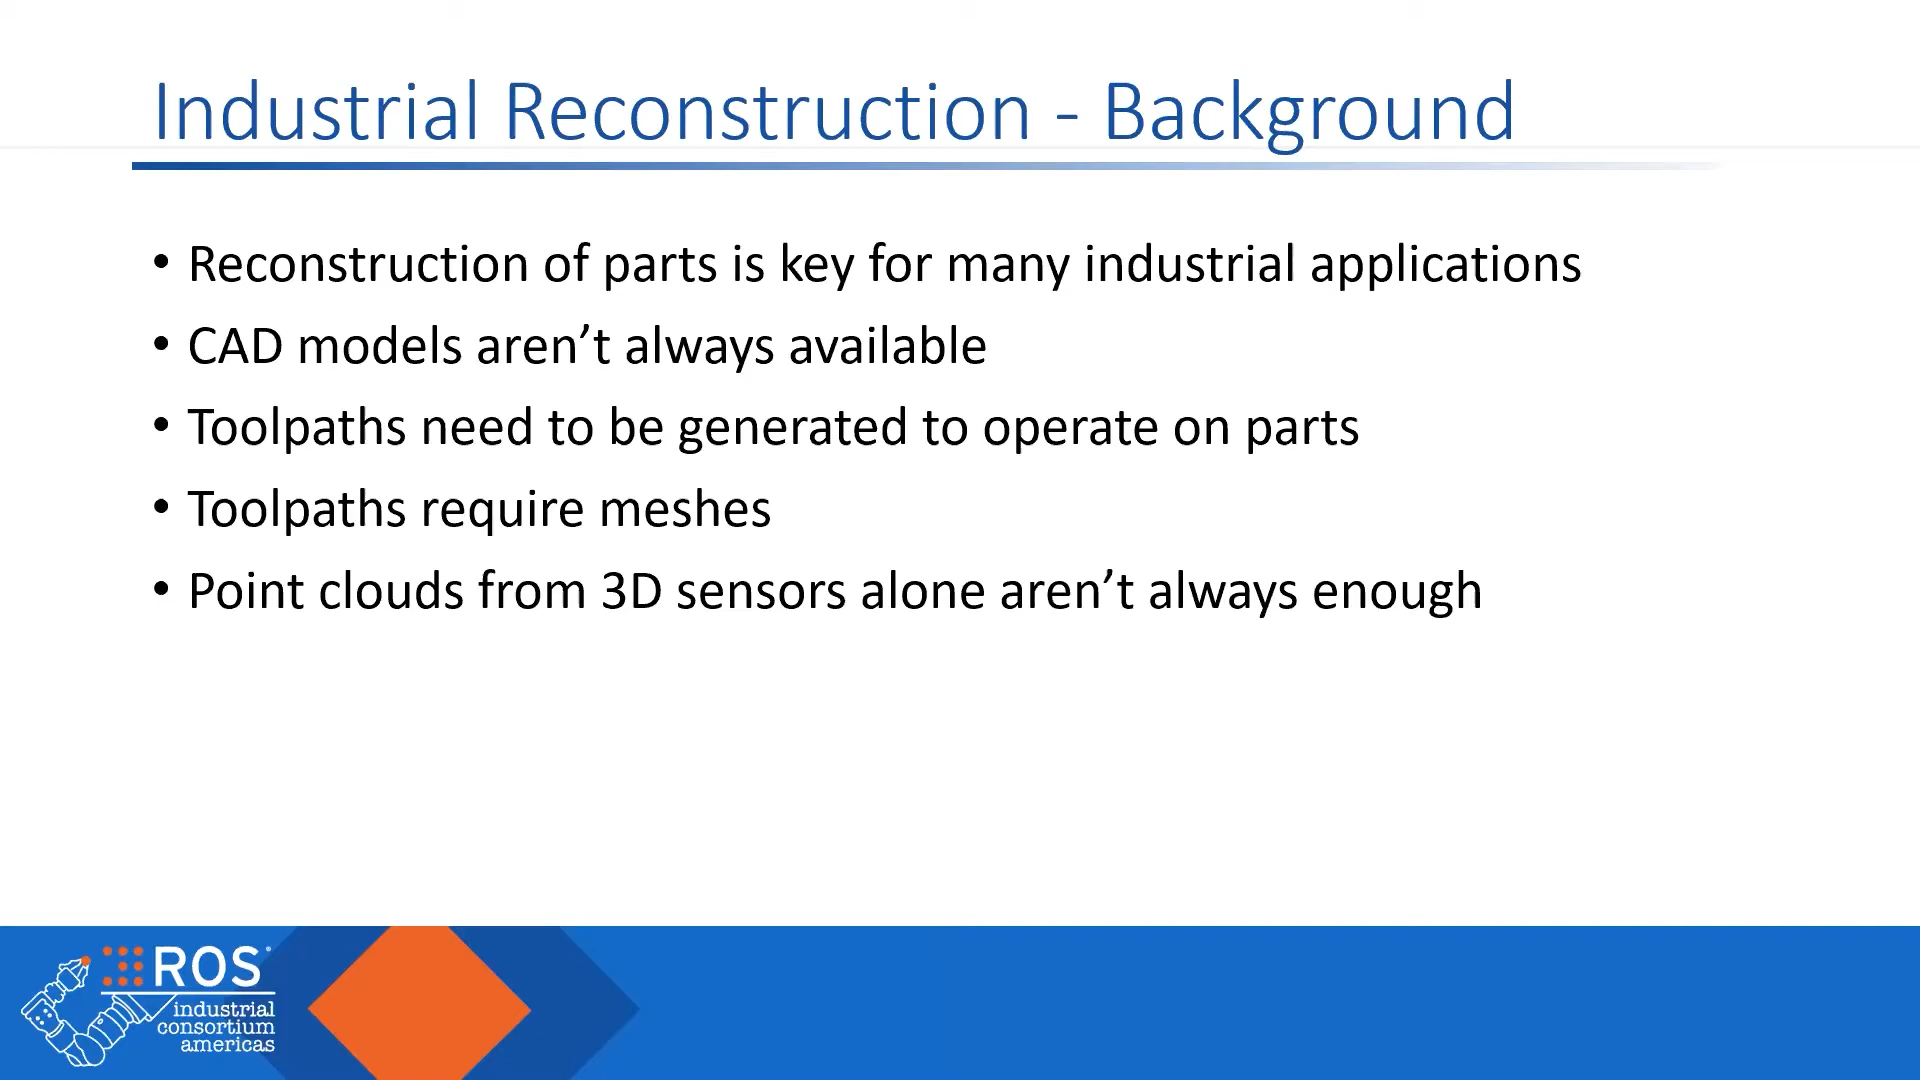 Industrial Reconstruction - Background
• Reconstruction of parts is key for many industrial applications
• CAD models aren’t always available
• Toolpaths need to be generated to operate on parts
• Toolpaths require meshes
• Point clouds from 3D sensors alone aren’t always enough
ROS
industrial
consortium
americas